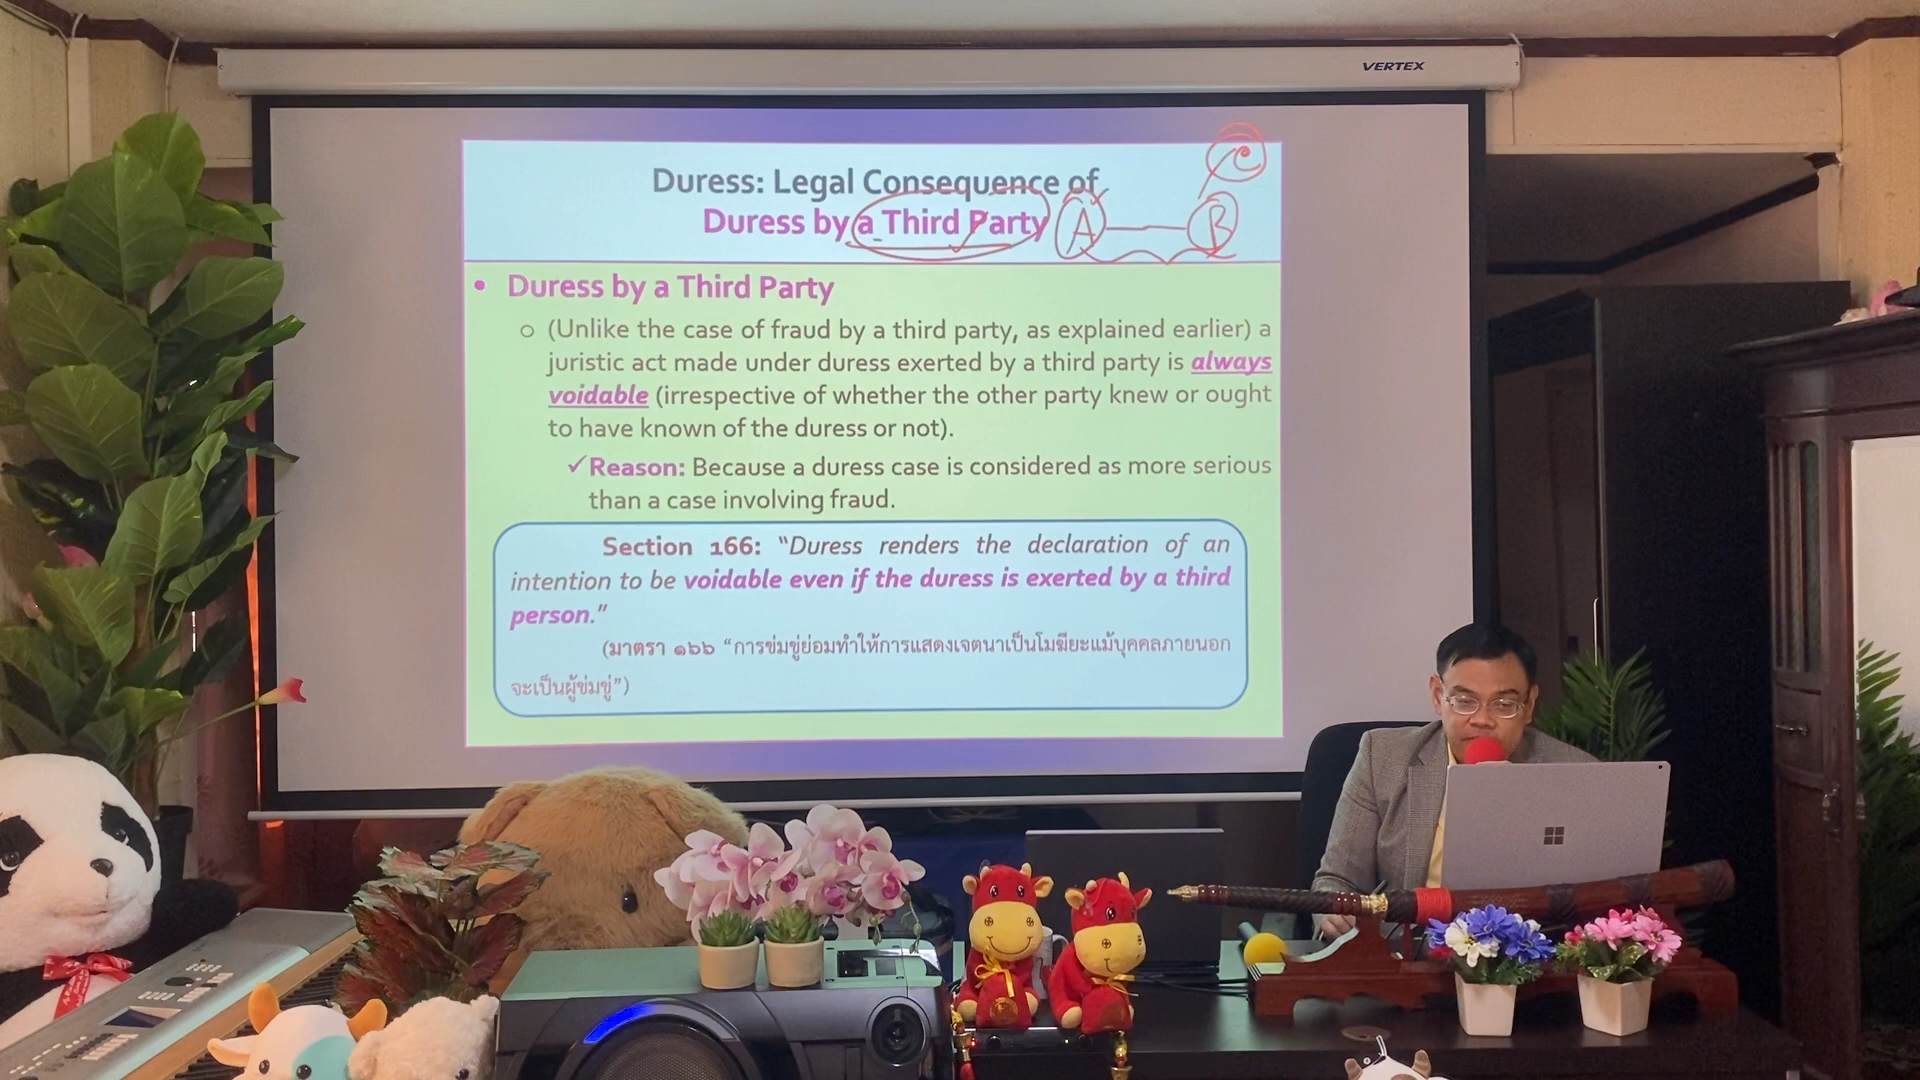 VERTEX
Duress: Legal Consequence of
Duress by a Third Party
A B C
• Duress by a Third Party
o (Unlike the case of fraud by a third party, as explained earlier) a
juristic act made under duress exerted by a third party is always
voidable (irrespective of whether the other party knew or ought
to have known of the duress or not).
✓Reason: Because a duress case is considered as more serious
than a case involving fraud.
Section 166: “Duress renders the declaration of an
intention to be voidable even if the duress is exerted by a third
person.”
(มาตรา ๑๖๖ “การข่มขู่ย่อมทำให้การแสดงเจตนาเป็นโมฆียะแม้บุคคลภายนอก
จะเป็นผู้ข่มขู่”)